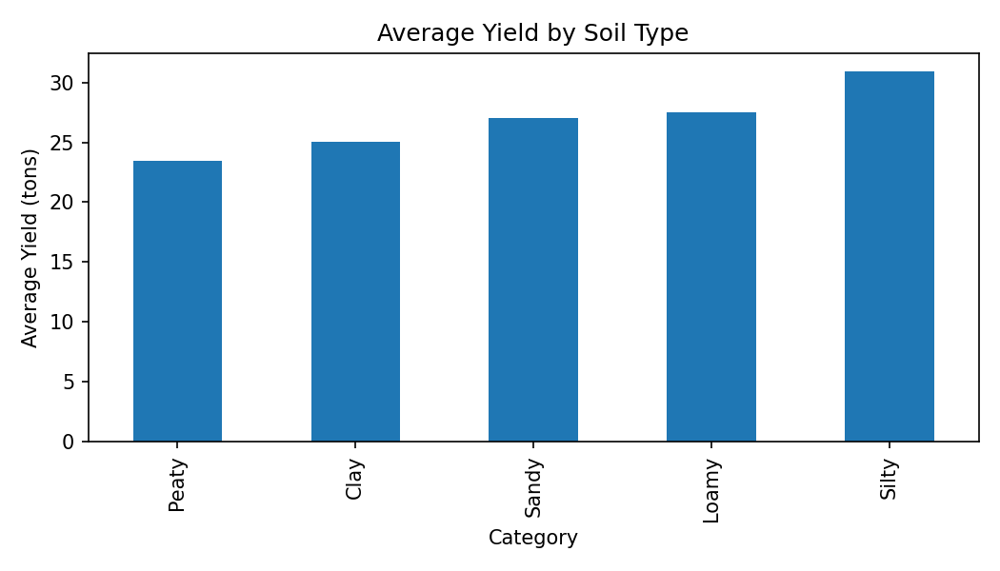 Average Yield by Soil Type
Average Yield (tons)
30
25
20
15
10
5
0
Peaty
Clay
Sandy
Loamy
Silty
Category